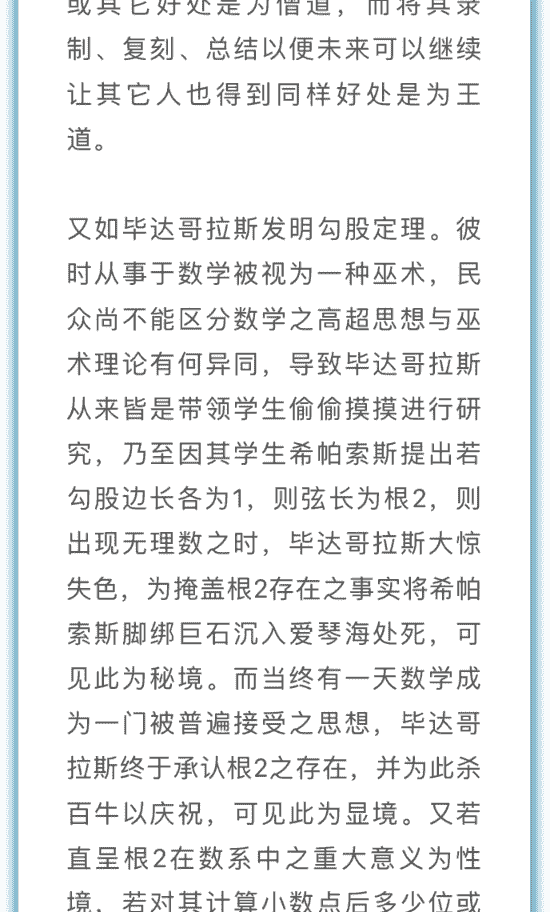 或其它好处是为僧道，而将其录
制、复刻、总结以便未来可以继续
让其它人也得到同样好处是为王
道。
又如毕达哥拉斯发明勾股定理。彼
时从事于数学被视为一种巫术，民
众尚不能区分数学之高超思想与巫
术理论有何异同，导致毕达哥拉斯
从来皆是带领学生偷偷摸摸进行研
究，乃至因其学生希帕索斯提出若
勾股边长各为1，则弦长为根2，则
出现无理数之时，毕达哥拉斯大惊
失色，为掩盖根2存在之事实将希帕
索斯脚绑巨石沉入爱琴海处死，可
见此为秘境。而当终有一天数学成
为一门被普遍接受之思想，毕达哥
拉斯终于承认根2之存在，并为此杀
百牛以庆祝，可见此为显境。又若
直呈根2在数系中之重大意义为性
境，若对其计算小数点后多少位或